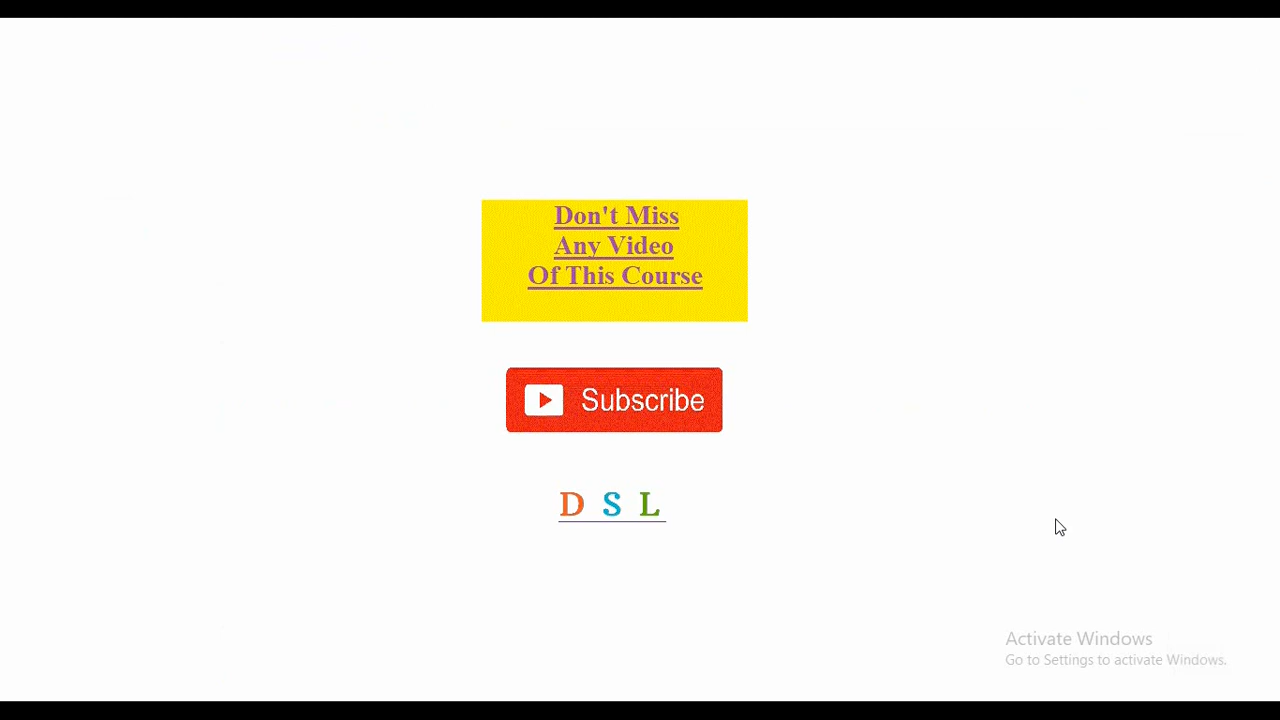 Don't Miss
Any Video
Of This Course
Subscribe
D S L
Activate Windows
Go to Settings to activate Windows.